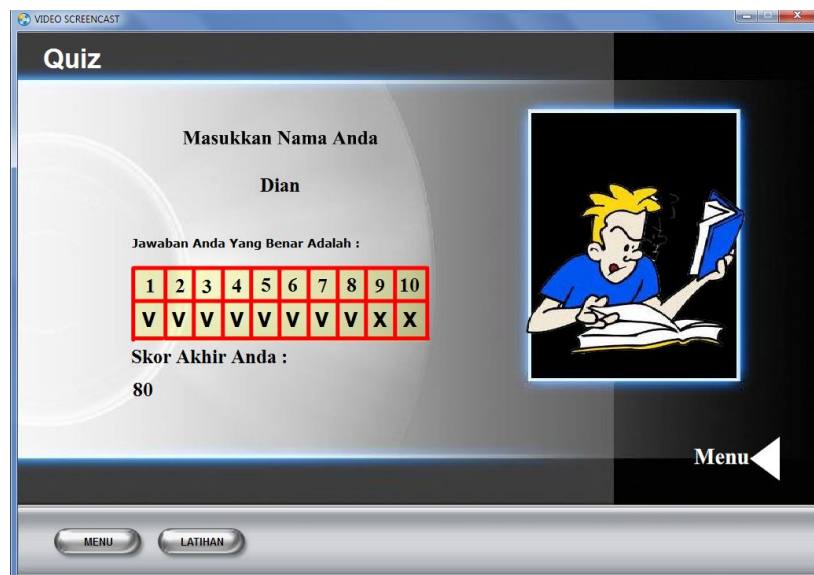 VIDEO SCREENCAST
Quiz
Masukkan Nama Anda
Dian
Jawaban Anda Yang Benar Adalah :
1 2 3 4 5 6 7 8 9 10
V V V V V V V V X X
Skor Akhir Anda :
80
Menu
MENU LATIHAN